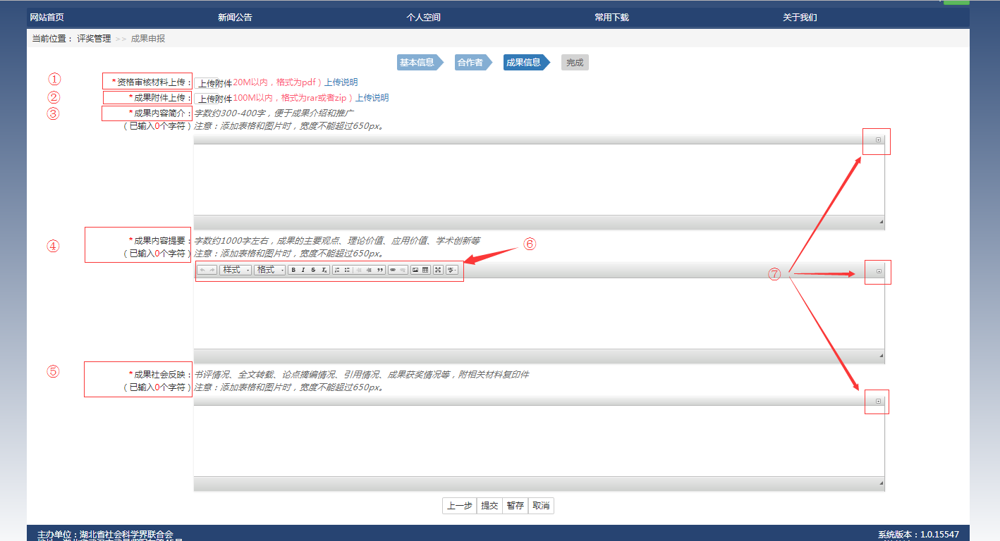 网站首页 新闻公告 个人空间 常用下载 关于我们
当前位置： 评奖管理 >> 成果申报
基本信息 合作者 成果信息 完成
① *资格审核材料上传： 上传附件20M以内，格式为pdf）上传说明
② *成果附件上传： 上传附件100M以内，格式为rar或者zip）上传说明
③ *成果内容简介： 字数约300-400字，便于成果介绍和推广
（已输入0个字符） 注意：添加表格和图片时，宽度不能超过650px。
④ *成果内容提要： 字数约1000字左右，成果的主要观点、理论价值、应用价值、学术创新等 ⑥
（已输入0个字符） 注意：添加表格和图片时，宽度不能超过650px。
样式 格式 B I S Tx ⑦
⑤ *成果社会反映： 书评情况、全文转载、论点摘编情况、引用情况、成果获奖情况等，附相关材料复印件
（已输入0个字符） 注意：添加表格和图片时，宽度不能超过650px。
上一步 提交 暂存 取消
主办单位：湖北省社会科学界联合会 系统版本：1.0.15547